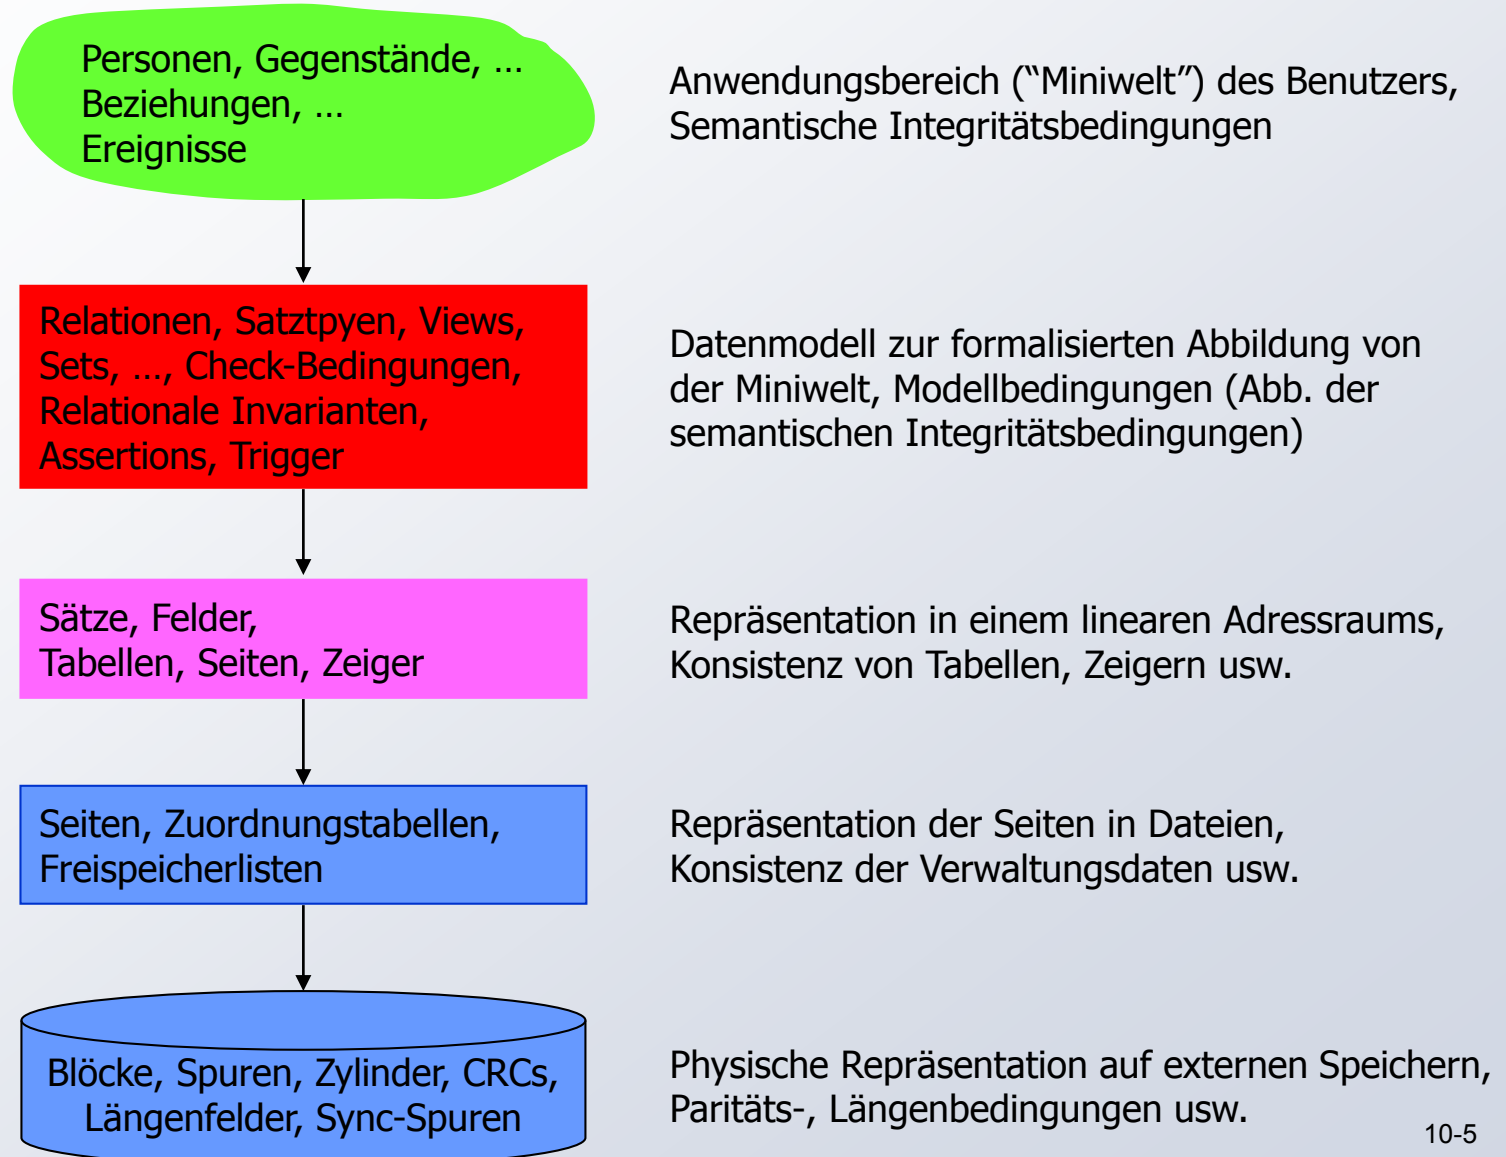 Personen, Gegenstände, …
Beziehungen, …
Ereignisse
Anwendungsbereich (“Miniwelt”) des Benutzers,
Semantische Integritätsbedingungen
Relationen, Satztpyen, Views,
Sets, …, Check-Bedingungen,
Relationale Invarianten,
Assertions, Trigger
Datenmodell zur formalisierten Abbildung von
der Miniwelt, Modellbedingungen (Abb. der
semantischen Integritätsbedingungen)
Sätze, Felder,
Tabellen, Seiten, Zeiger
Repräsentation in einem linearen Adressraums,
Konsistenz von Tabellen, Zeigern usw.
Seiten, Zuordnungstabellen,
Freispeicherlisten
Repräsentation der Seiten in Dateien,
Konsistenz der Verwaltungsdaten usw.
Blöcke, Spuren, Zylinder, CRCs,
Längenfelder, Sync-Spuren
Physische Repräsentation auf externen Speichern,
Paritäts-, Längenbedingungen usw.
10-5